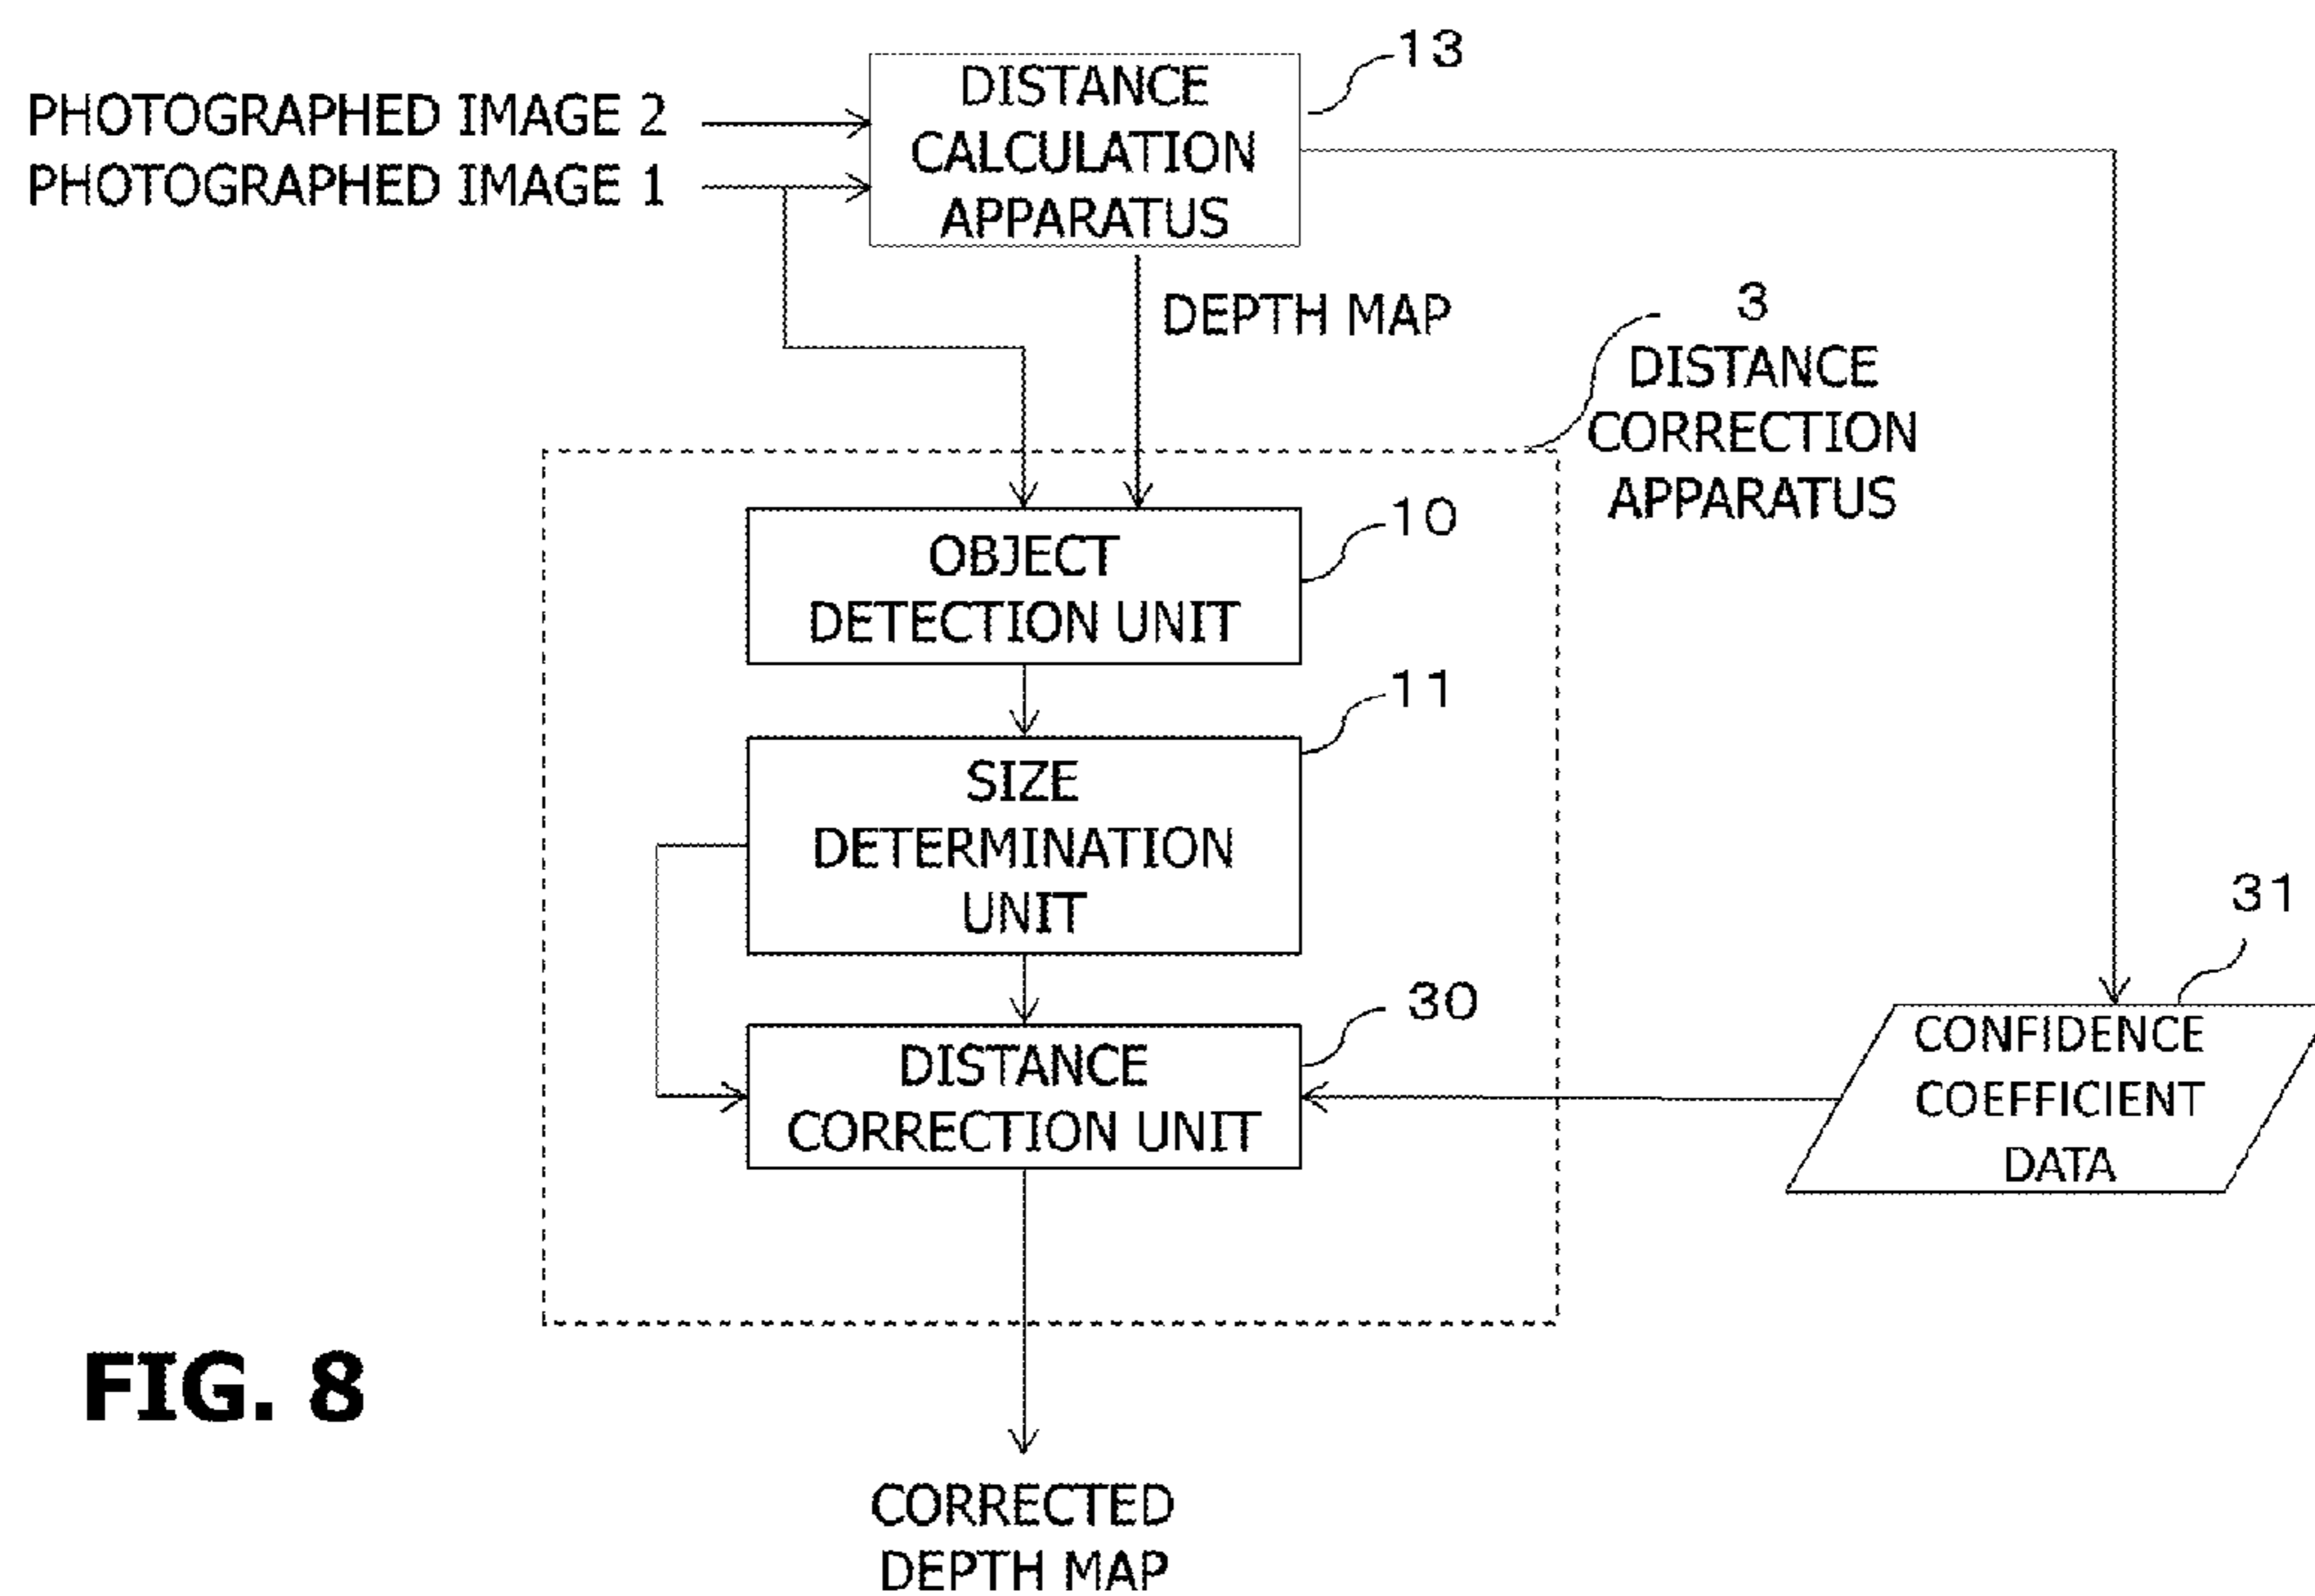 PHOTOGRAPHED IMAGE 2
PHOTOGRAPHED IMAGE 1
DISTANCE
CALCULATION
APPARATUS
13
DEPTH MAP
3
DISTANCE
CORRECTION
APPARATUS
OBJECT
DETECTION UNIT
10
SIZE
DETERMINATION
UNIT
11
DISTANCE
CORRECTION UNIT
30
31
CONFIDENCE
COEFFICIENT
DATA
CORRECTED
DEPTH MAP
FIG. 8